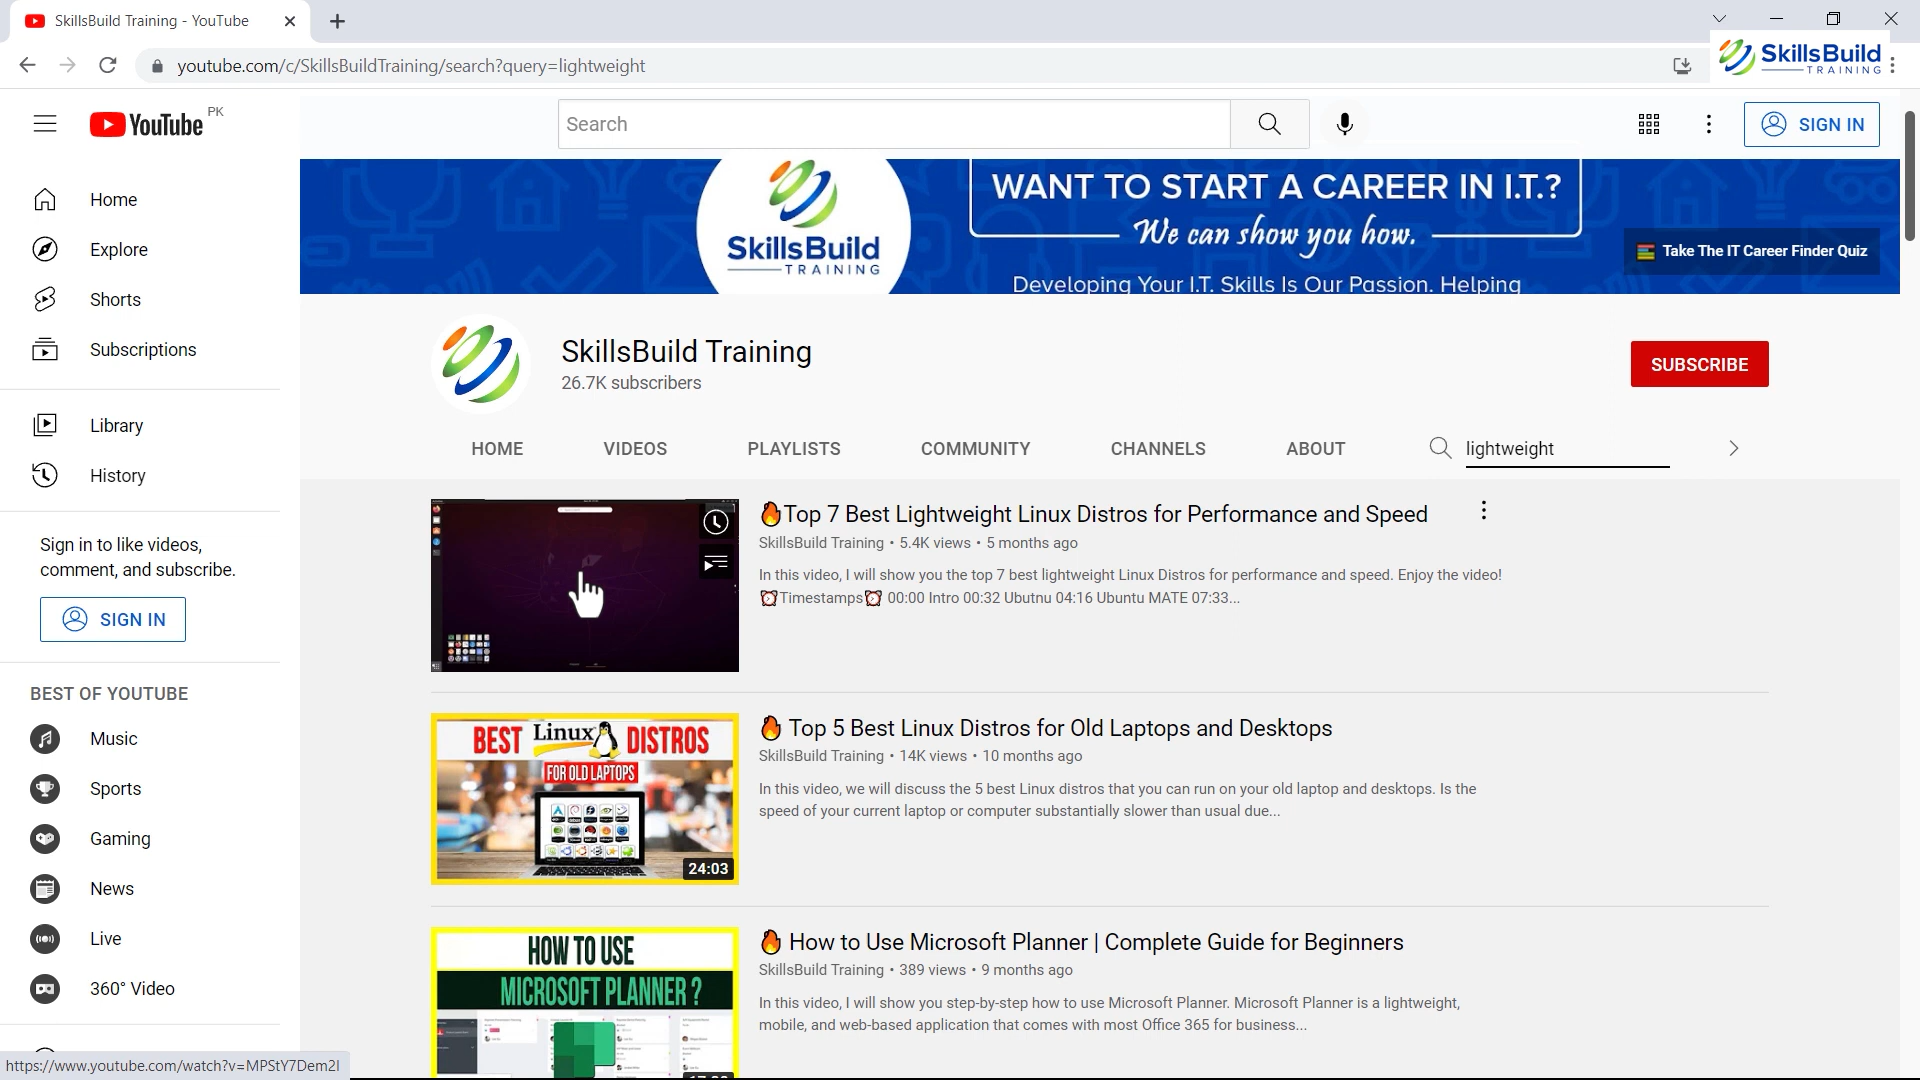 SkillsBuild Training - YouTube
youtube.com/c/SkillsBuildTraining/search?query=lightweight
SkillsBuild
TRAINING
YouTube PK
Search
SIGN IN
Home
Explore
Shorts
Subscriptions
Library
History
Sign in to like videos,
comment, and subscribe.
SIGN IN
BEST OF YOUTUBE
Music
Sports
Gaming
News
Live
360° Video
https://www.youtube.com/watch?v=MPStY7Dem2I
SkillsBuild
TRAINING
WANT TO START A CAREER IN I.T.?
We can show you how.
Developing Your I.T. Skills Is Our Passion. Helping
Take The IT Career Finder Quiz
SkillsBuild Training
26.7K subscribers
SUBSCRIBE
HOME VIDEOS PLAYLISTS COMMUNITY CHANNELS ABOUT lightweight
🔥Top 7 Best Lightweight Linux Distros for Performance and Speed
SkillsBuild Training • 5.4K views • 5 months ago
In this video, I will show you the top 7 best lightweight Linux Distros for performance and speed. Enjoy the video!
⏰Timestamps⏰ 00:00 Intro 00:32 Ubutnu 04:16 Ubuntu MATE 07:33...
BEST Linux DISTROS
FOR OLD LAPTOPS
24:03
🔥 Top 5 Best Linux Distros for Old Laptops and Desktops
SkillsBuild Training • 14K views • 10 months ago
In this video, we will discuss the 5 best Linux distros that you can run on your old laptop and desktops. Is the
speed of your current laptop or computer substantially slower than usual due...
HOW TO USE
MICROSOFT PLANNER ?
🔥 How to Use Microsoft Planner | Complete Guide for Beginners
SkillsBuild Training • 389 views • 9 months ago
In this video, I will show you step-by-step how to use Microsoft Planner. Microsoft Planner is a lightweight,
mobile, and web-based application that comes with most Office 365 for business...